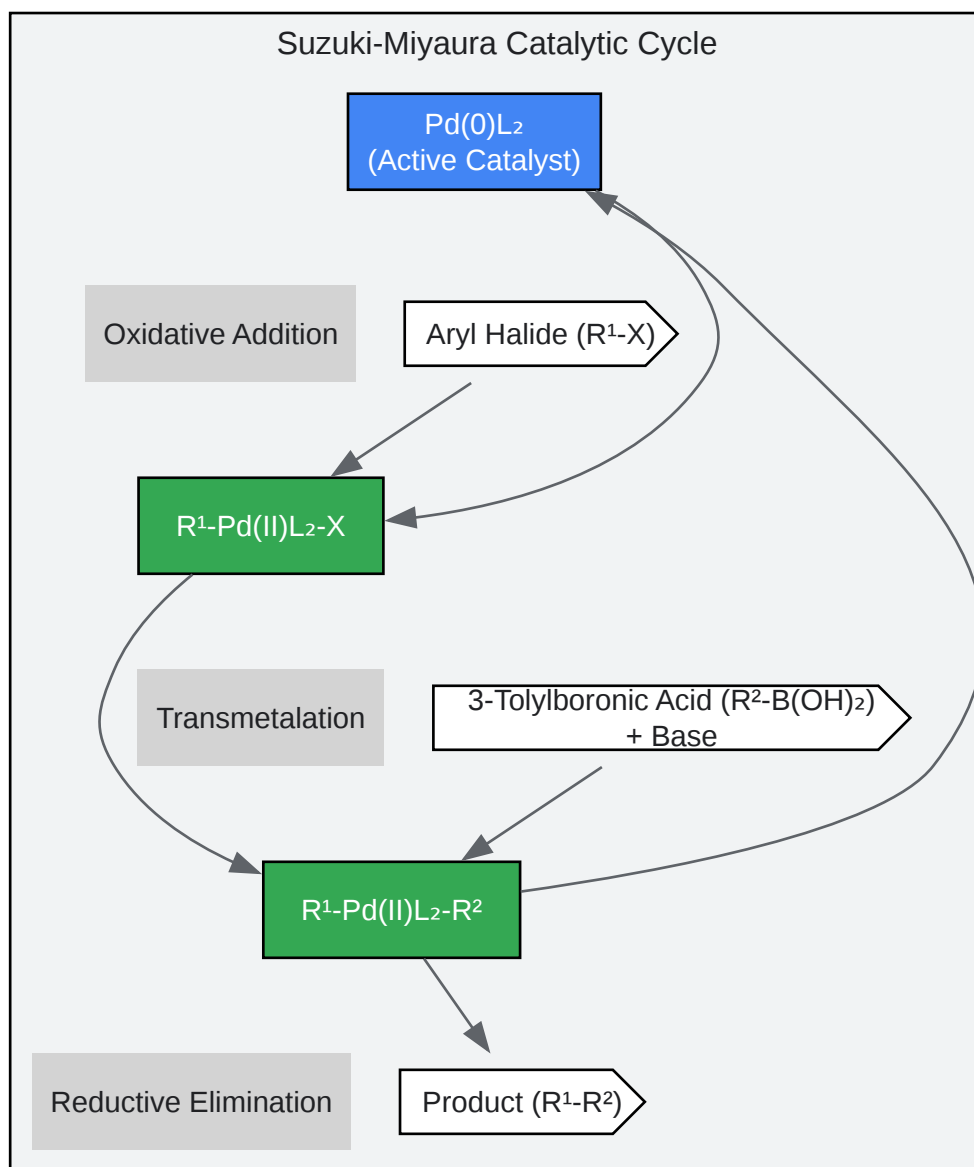 Suzuki-Miyaura Catalytic Cycle
Pd(0)L₂
(Active Catalyst)
Oxidative Addition
Aryl Halide (R¹-X)
R¹-Pd(II)L₂-X
Transmetalation
3-Tolylboronic Acid (R²-B(OH)₂)
+ Base
R¹-Pd(II)L₂-R²
Reductive Elimination
Product (R¹-R²)